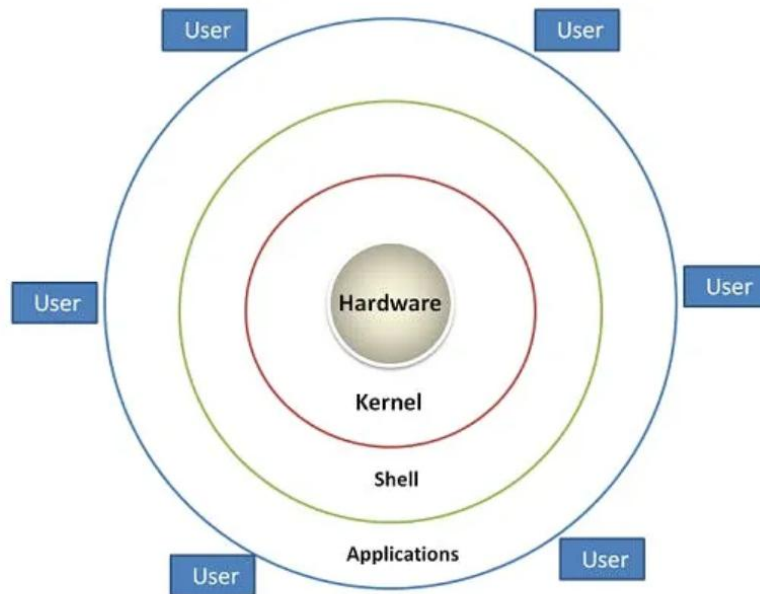 User
User
Hardware
User
User
Kernel
Shell
Applications
User
User